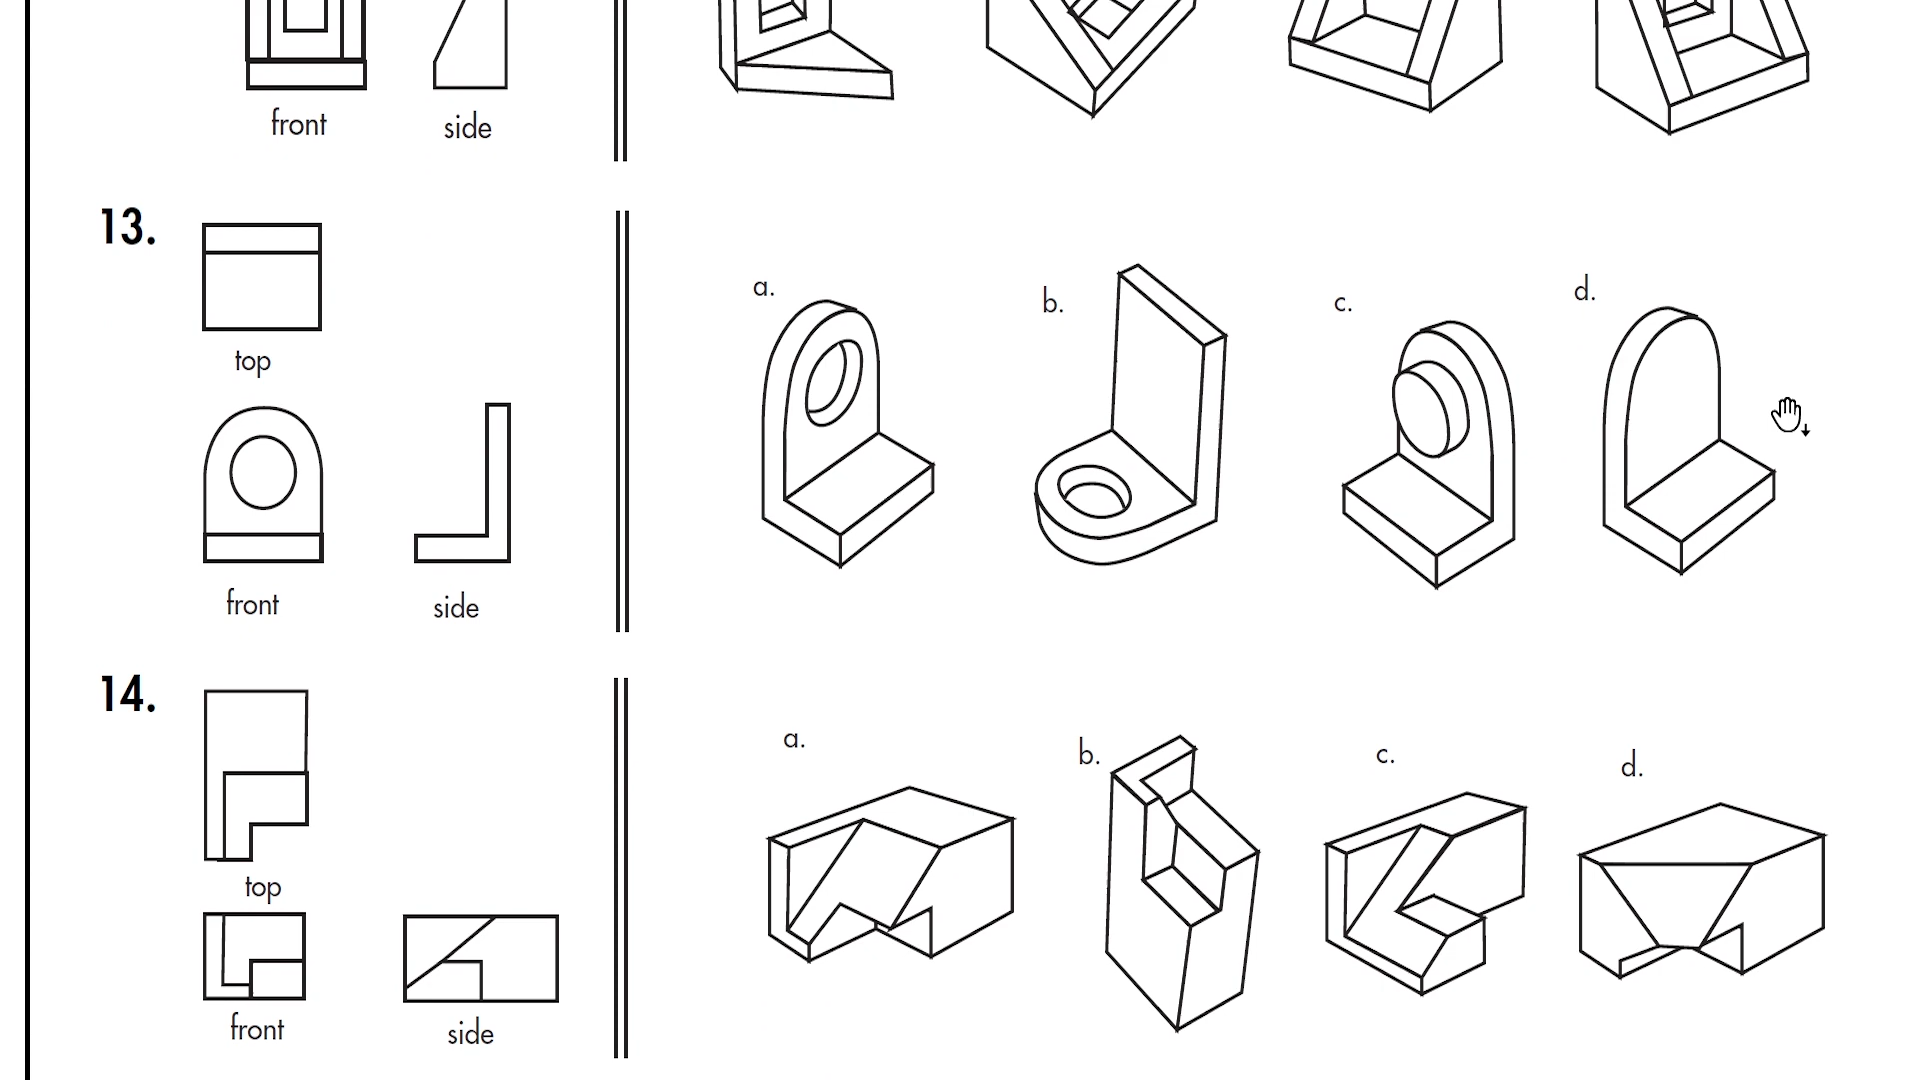 front side
13.
top
front side
a. b. c. d.
14.
top
front side
a. b. c. d.